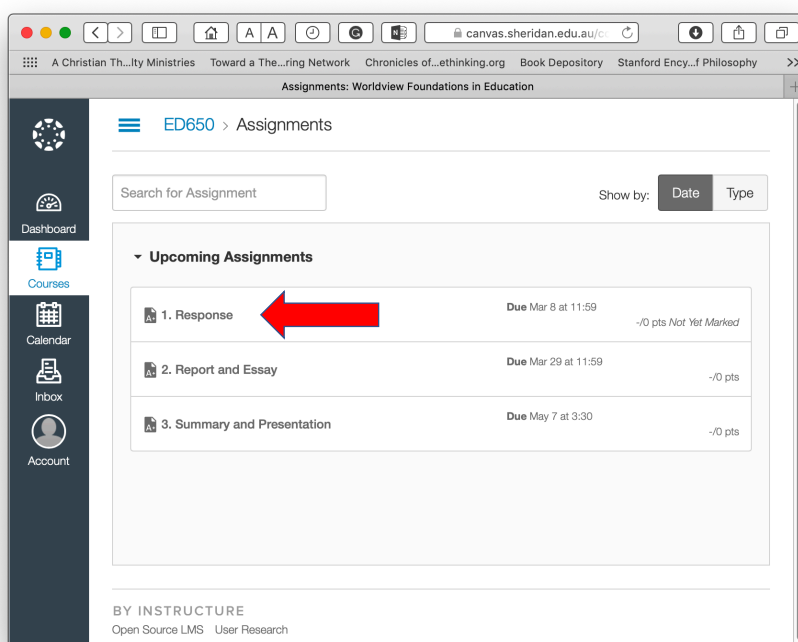 A A
canvas.sheridan.edu.au/co
A Christian Th...lty Ministries Toward a The...ring Network Chronicles of...ethinking.org Book Depository Stanford Ency...f Philosophy >>
Assignments: Worldview Foundations in Education +
ED650 > Assignments
Search for Assignment
Show by: Date Type
Dashboard
Upcoming Assignments
Courses
1. Response
Due Mar 8 at 11:59
-/0 pts Not Yet Marked
Calendar
2. Report and Essay
Due Mar 29 at 11:59
-/0 pts
Inbox
3. Summary and Presentation
Due May 7 at 3:30
-/0 pts
Account
BY INSTRUCTURE
Open Source LMS User Research